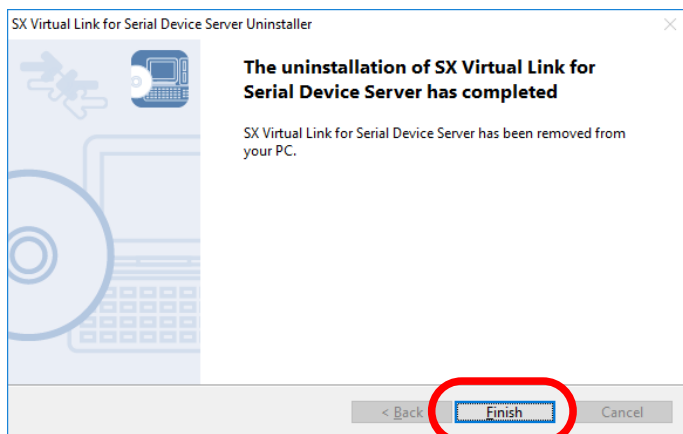 SX Virtual Link for Serial Device Server Uninstaller
The uninstallation of SX Virtual Link for
Serial Device Server has completed
SX Virtual Link for Serial Device Server has been removed from
your PC.
< Back
Finish
Cancel